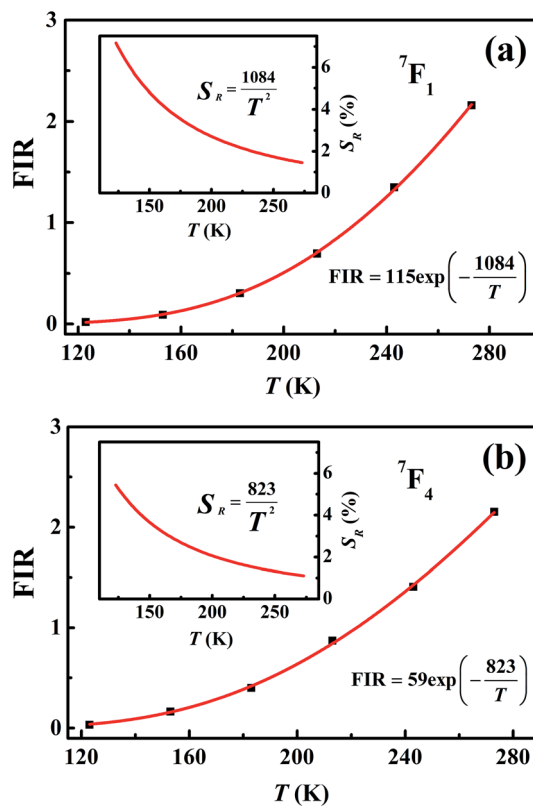 (a)
3
2
1
0
FIR
120 160 200 240 280
T (K)
⁷F₁
FIR = 115exp(−1084/T)
S_R = 1084/T²
6
4
2
0
S_R (%)
150 200 250
T (K)
(b)
3
2
1
0
FIR
120 160 200 240 280
T (K)
⁷F₄
FIR = 59exp(−823/T)
S_R = 823/T²
6
4
2
0
S_R (%)
150 200 250
T (K)